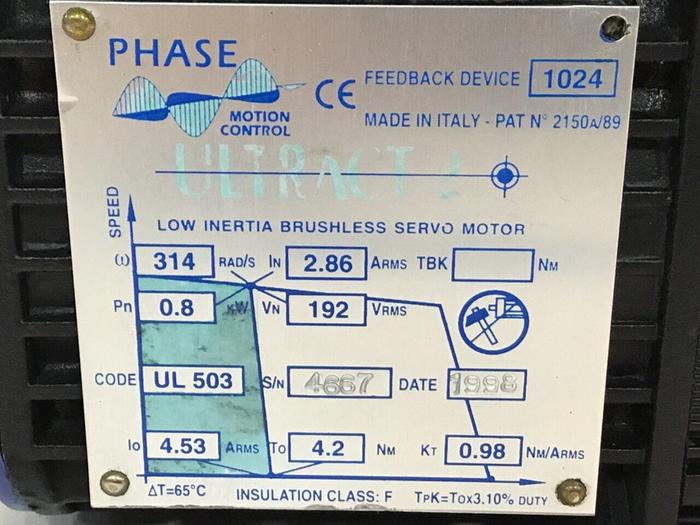 PHASE
MOTION
CONTROL
CE
FEEDBACK DEVICE 1024
MADE IN ITALY - PAT N° 2150A/89
ULTRACT 2
LOW INERTIA BRUSHLESS SERVO MOTOR
SPEED
ω 314 RAD/S IN 2.86 ARMS TBK NM
Pn 0.8 KW VN 192 VRMS
CODE UL 503 S/N 4667 DATE 1998
Io 4.53 ARMS TO 4.2 NM KT 0.98 NM/ARMS
ΔT=65°C INSULATION CLASS: F TPK=TOX3.10% DUTY